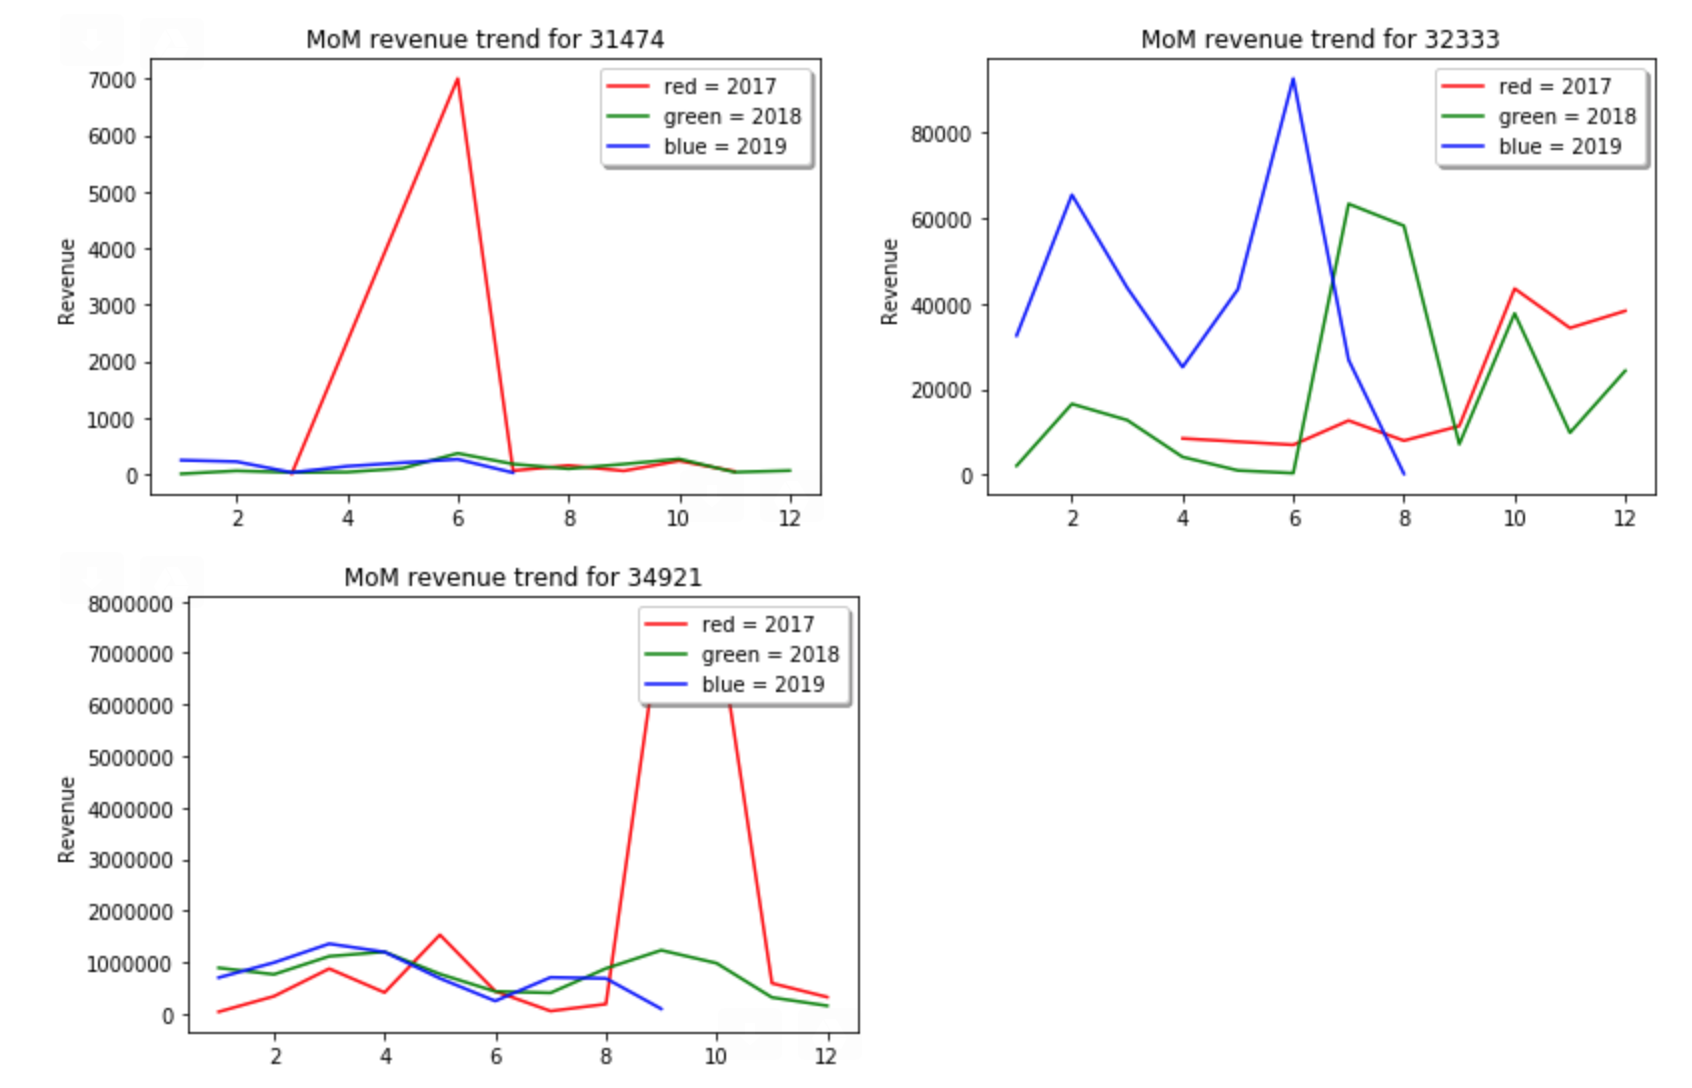 MoM revenue trend for 31474
7000
6000
5000
4000
3000
2000
1000
0
Revenue
2 4 6 8 10 12
red = 2017
green = 2018
blue = 2019
MoM revenue trend for 32333
80000
60000
40000
20000
0
Revenue
2 4 6 8 10 12
red = 2017
green = 2018
blue = 2019
MoM revenue trend for 34921
8000000
7000000
6000000
5000000
4000000
3000000
2000000
1000000
0
Revenue
2 4 6 8 10 12
red = 2017
green = 2018
blue = 2019